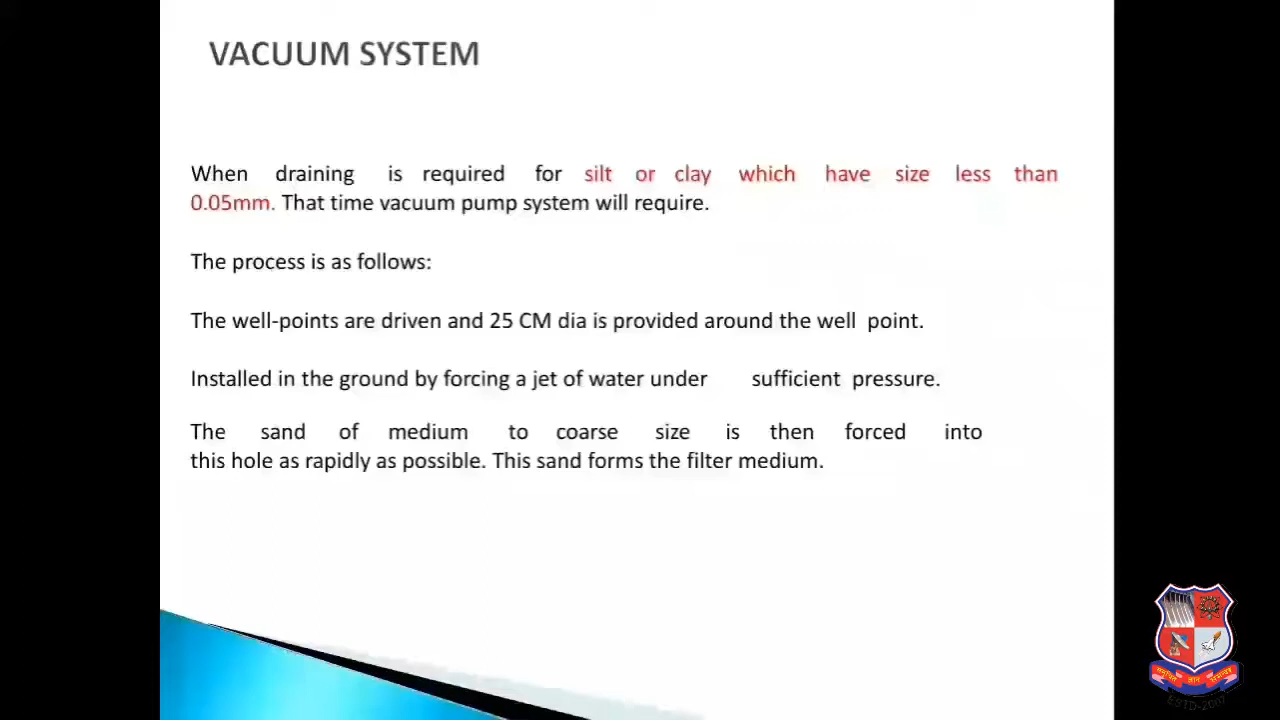 VACUUM SYSTEM
When draining is required for silt or clay which have size less than
0.05mm. That time vacuum pump system will require.
The process is as follows:
The well-points are driven and 25 CM dia is provided around the well point.
Installed in the ground by forcing a jet of water under sufficient pressure.
The sand of medium to coarse size is then forced into
this hole as rapidly as possible. This sand forms the filter medium.
ESTD-2007